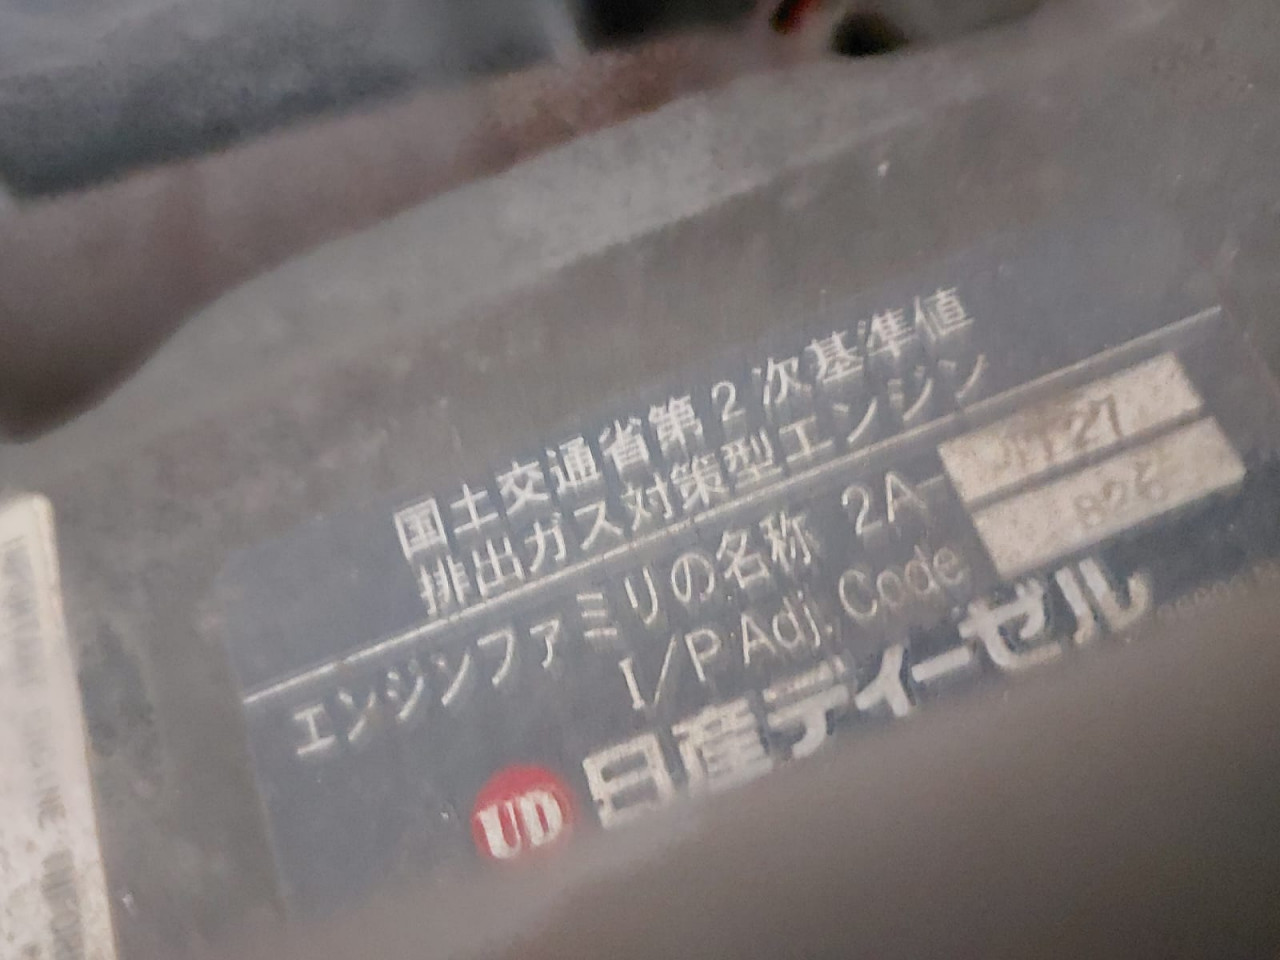 国土交通省第2次基準値
排出ガス対策型エンジン
エンジンファミリの名称 2A-
I/P Adj. Code 826
UD 日産ディーゼル